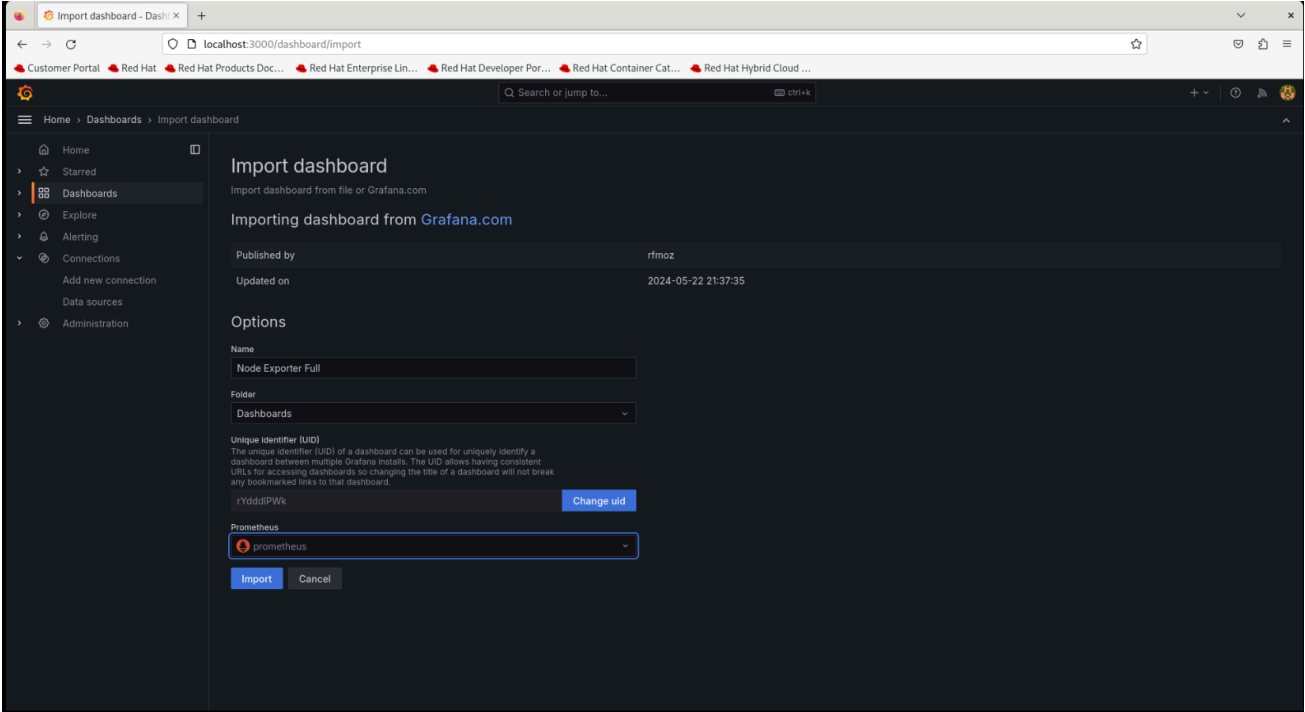 Import dashboard - Dash
localhost:3000/dashboard/import
Customer Portal Red Hat Red Hat Products Doc... Red Hat Enterprise Lin... Red Hat Developer Por... Red Hat Container Cat... Red Hat Hybrid Cloud ...
Search or jump to... ctrl+k
Home › Dashboards › Import dashboard
Home
Starred
Dashboards
Explore
Alerting
Connections
Add new connection
Data sources
Administration
Import dashboard
Import dashboard from file or Grafana.com
Importing dashboard from Grafana.com
Published by rfmoz
Updated on 2024-05-22 21:37:35
Options
Name
Node Exporter Full
Folder
Dashboards
Unique identifier (UID)
The unique identifier (UID) of a dashboard can be used for uniquely identify a
dashboard between multiple Grafana installs. The UID allows having consistent
URLs for accessing dashboards so changing the title of a dashboard will not break
any bookmarked links to that dashboard.
rYdddlPWk Change uid
Prometheus
prometheus
Import Cancel